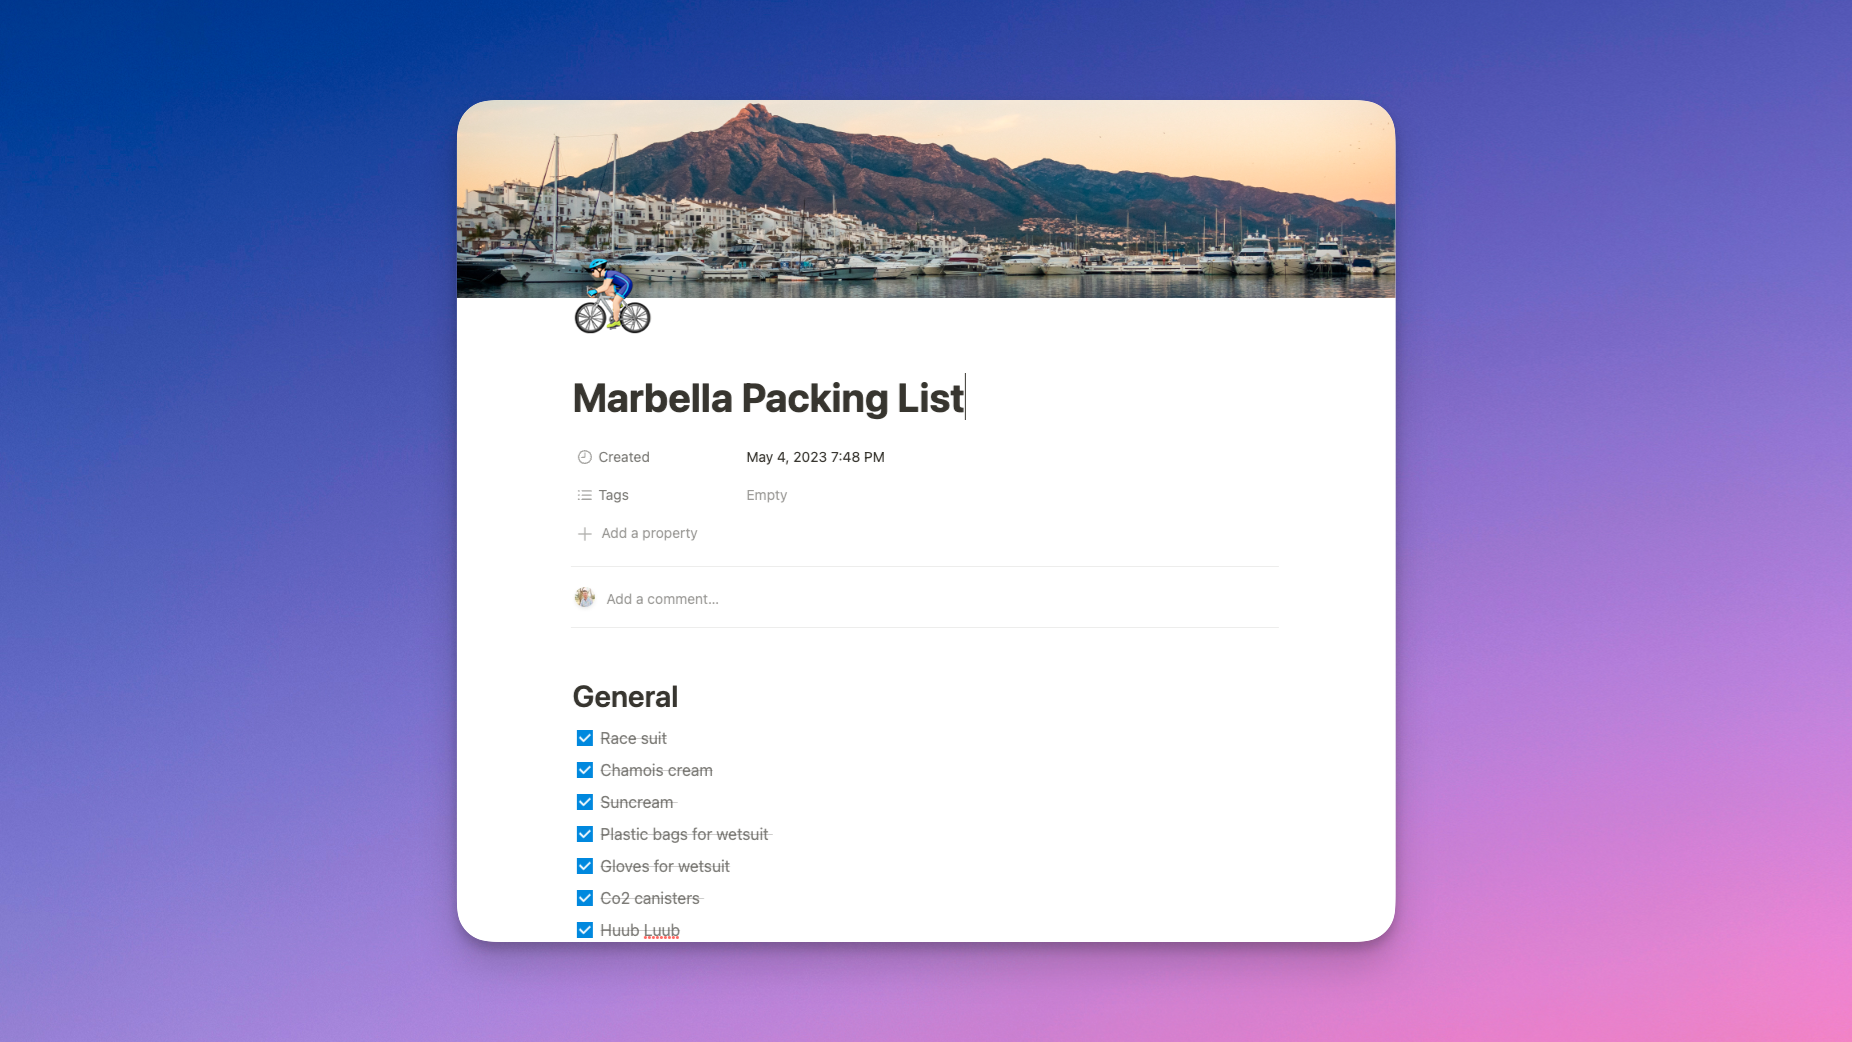 Marbella Packing List
Created May 4, 2023 7:48 PM
Tags Empty
Add a property
Add a comment...
General
Race suit
Chamois cream
Suncream
Plastic bags for wetsuit
Gloves for wetsuit
Co2 canisters
Huub Luub